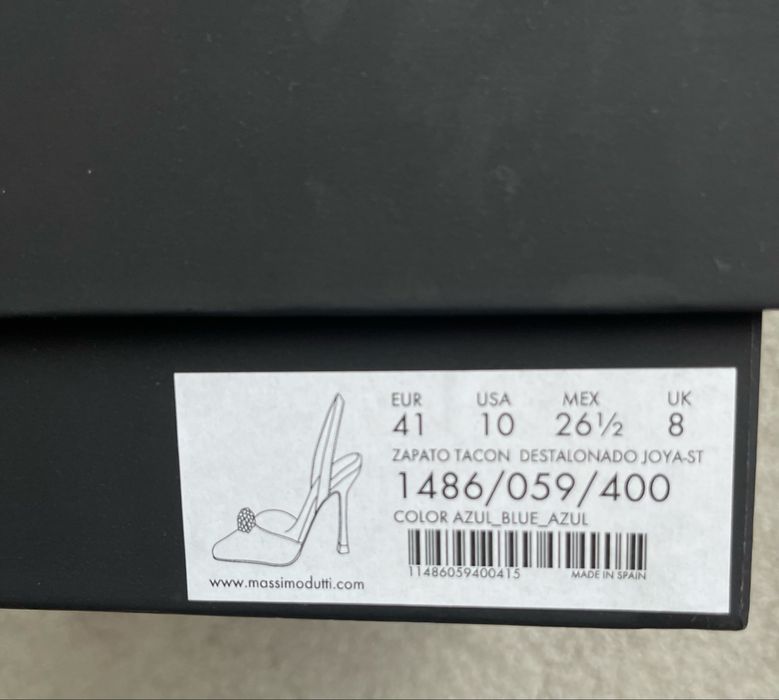 EUR USA MEX UK
41 10 26½ 8
ZAPATO TACON DESTALONADO JOYA-ST
1486/059/400
COLOR AZUL_BLUE_AZUL
11486059400415 MADE IN SPAIN
www.massimodutti.com